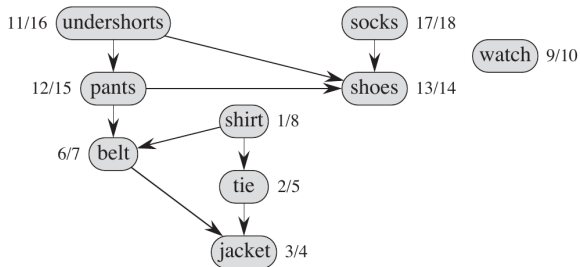 11/16 undershorts socks 17/18
watch 9/10
12/15 pants shoes 13/14
shirt 1/8
6/7 belt
tie 2/5
jacket 3/4